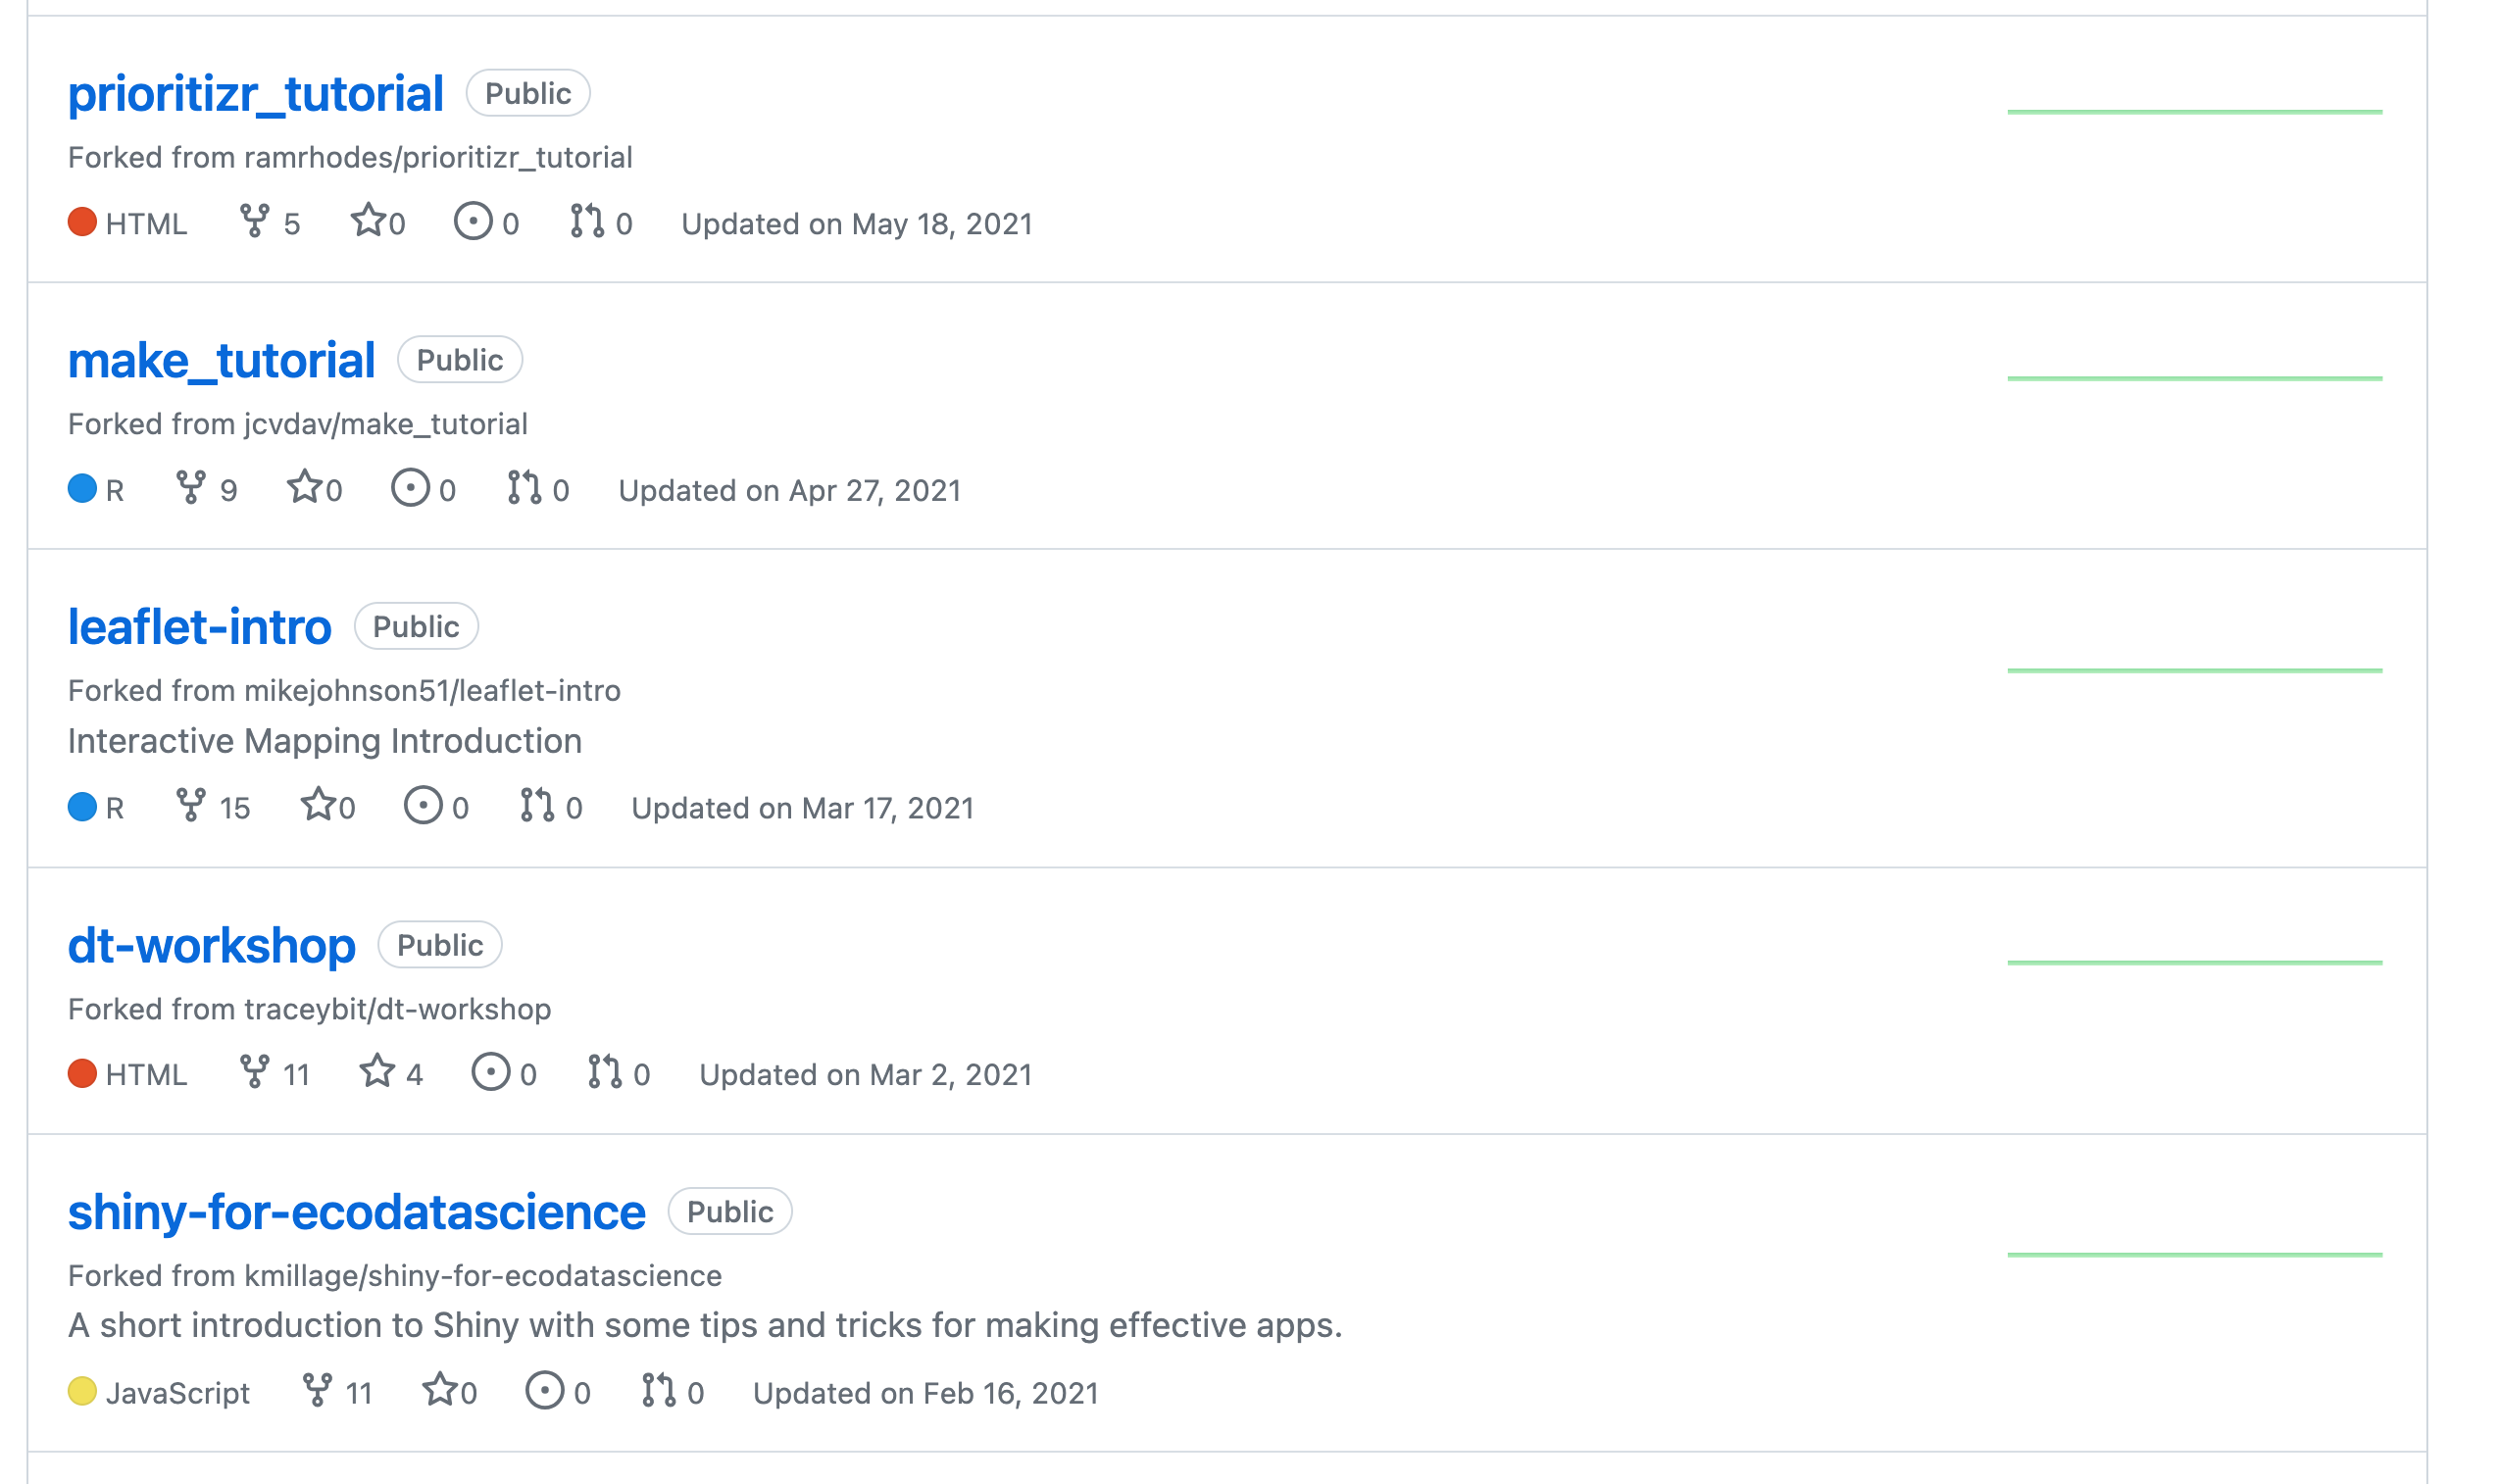 prioritizr_tutorial Public
Forked from ramrhodes/prioritizr_tutorial
HTML 5 0 0 0 Updated on May 18, 2021
make_tutorial Public
Forked from jcvdav/make_tutorial
R 9 0 0 0 Updated on Apr 27, 2021
leaflet-intro Public
Forked from mikejohnson51/leaflet-intro
Interactive Mapping Introduction
R 15 0 0 0 Updated on Mar 17, 2021
dt-workshop Public
Forked from traceybit/dt-workshop
HTML 11 4 0 0 Updated on Mar 2, 2021
shiny-for-ecodatascience Public
Forked from kmillage/shiny-for-ecodatascience
A short introduction to Shiny with some tips and tricks for making effective apps.
JavaScript 11 0 0 0 Updated on Feb 16, 2021